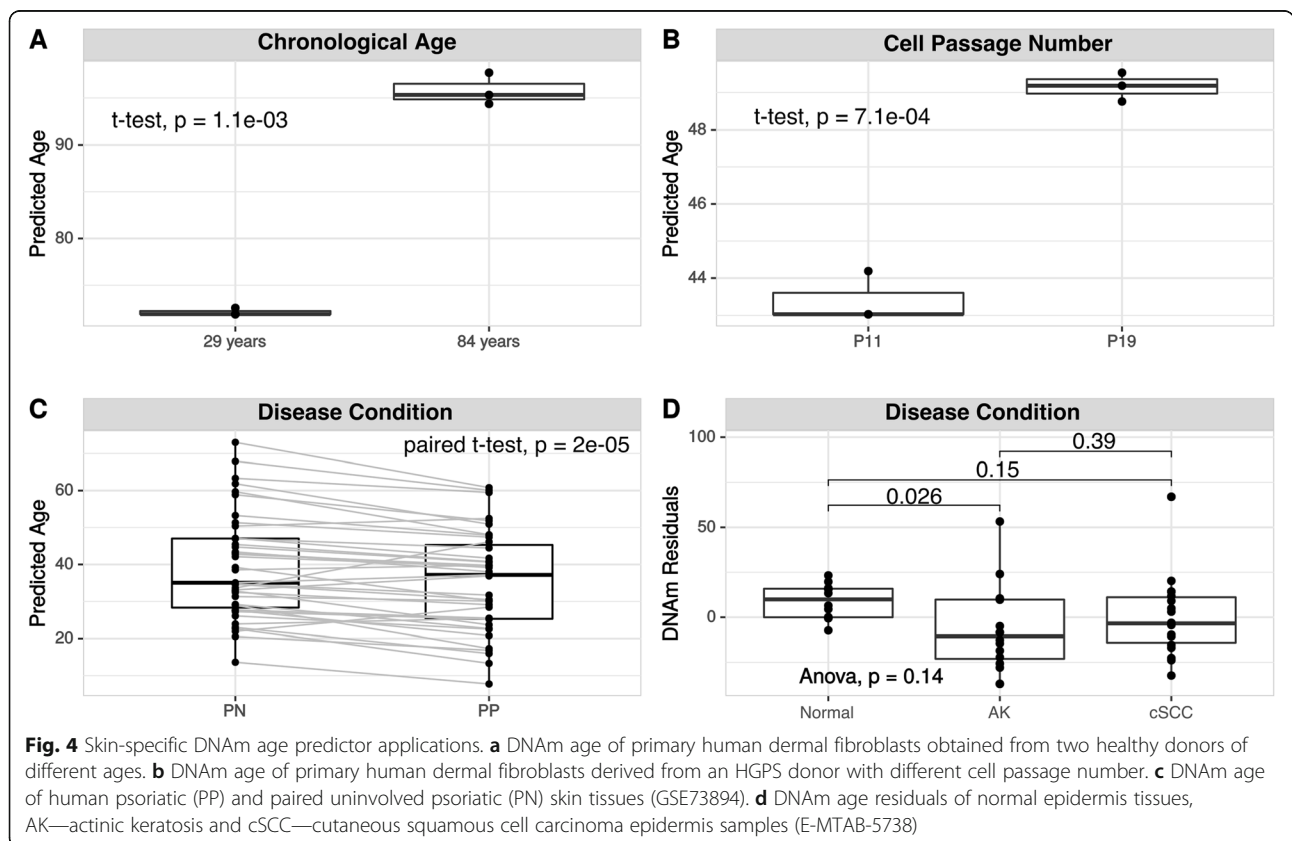 A
Chronological Age
t-test, p = 1.1e-03
Predicted Age
90
80
29 years
84 years
B
Cell Passage Number
t-test, p = 7.1e-04
Predicted Age
48
46
44
P11
P19
C
Disease Condition
paired t-test, p = 2e-05
Predicted Age
60
40
20
PN
PP
D
Disease Condition
100
0.39
0.15
0.026
DNAm Residuals
50
0
Anova, p = 0.14
Normal
AK
cSCC
Fig. 4 Skin-specific DNAm age predictor applications. a DNAm age of primary human dermal fibroblasts obtained from two healthy donors of
different ages. b DNAm age of primary human dermal fibroblasts derived from an HGPS donor with different cell passage number. c DNAm age
of human psoriatic (PP) and paired uninvolved psoriatic (PN) skin tissues (GSE73894). d DNAm age residuals of normal epidermis tissues,
AK—actinic keratosis and cSCC—cutaneous squamous cell carcinoma epidermis samples (E-MTAB-5738)